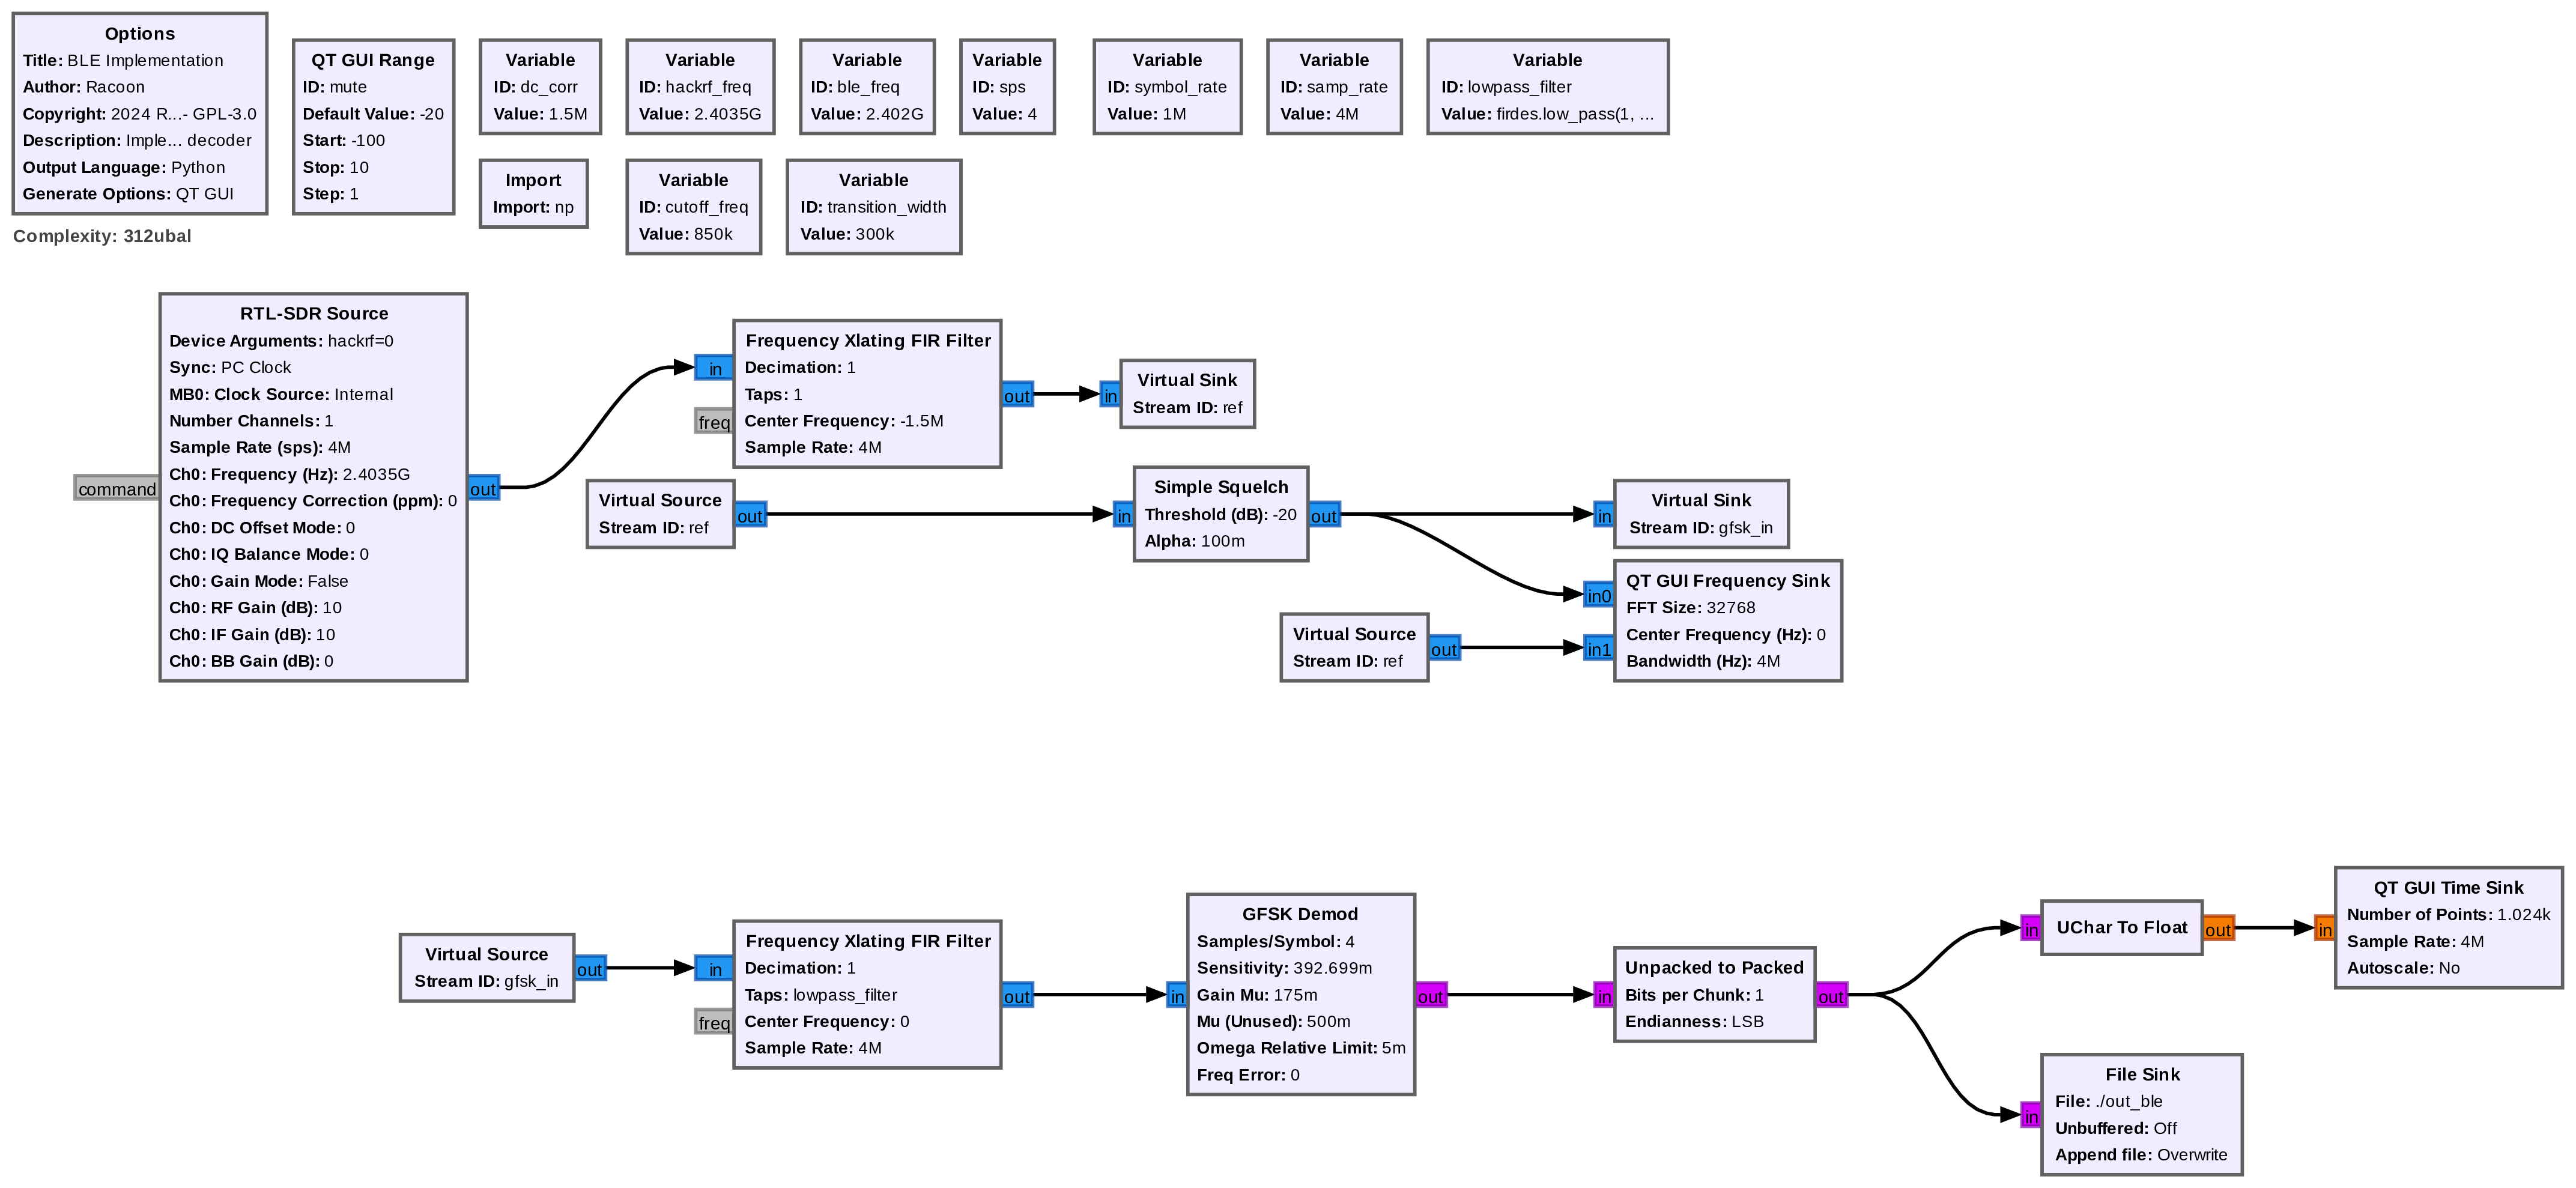 Options
Title: BLE Implementation
Author: Racoon
Copyright: 2024 R...- GPL-3.0
Description: Imple... decoder
Output Language: Python
Generate Options: QT GUI
Complexity: 312ubal
QT GUI Range
ID: mute
Default Value: -20
Start: -100
Stop: 10
Step: 1
Variable
ID: dc_corr
Value: 1.5M
Variable
ID: hackrf_freq
Value: 2.4035G
Variable
ID: ble_freq
Value: 2.402G
Variable
ID: sps
Value: 4
Variable
ID: symbol_rate
Value: 1M
Variable
ID: samp_rate
Value: 4M
Variable
ID: lowpass_filter
Value: firdes.low_pass(1, ...
Import
Import: np
Variable
ID: cutoff_freq
Value: 850k
Variable
ID: transition_width
Value: 300k
command
RTL-SDR Source
Device Arguments: hackrf=0
Sync: PC Clock
MB0: Clock Source: Internal
Number Channels: 1
Sample Rate (sps): 4M
Ch0: Frequency (Hz): 2.4035G
Ch0: Frequency Correction (ppm): 0
Ch0: DC Offset Mode: 0
Ch0: IQ Balance Mode: 0
Ch0: Gain Mode: False
Ch0: RF Gain (dB): 10
Ch0: IF Gain (dB): 10
Ch0: BB Gain (dB): 0
out
in
freq
Frequency Xlating FIR Filter
Decimation: 1
Taps: 1
Center Frequency: -1.5M
Sample Rate: 4M
out
in
Virtual Sink
Stream ID: ref
Virtual Source
Stream ID: ref
out
in
Simple Squelch
Threshold (dB): -20
Alpha: 100m
out
in
Virtual Sink
Stream ID: gfsk_in
Virtual Source
Stream ID: ref
out
in0
in1
QT GUI Frequency Sink
FFT Size: 32768
Center Frequency (Hz): 0
Bandwidth (Hz): 4M
Virtual Source
Stream ID: gfsk_in
out
in
freq
Frequency Xlating FIR Filter
Decimation: 1
Taps: lowpass_filter
Center Frequency: 0
Sample Rate: 4M
out
in
GFSK Demod
Samples/Symbol: 4
Sensitivity: 392.699m
Gain Mu: 175m
Mu (Unused): 500m
Omega Relative Limit: 5m
Freq Error: 0
out
in
Unpacked to Packed
Bits per Chunk: 1
Endianness: LSB
out
in
UChar To Float
out
in
QT GUI Time Sink
Number of Points: 1.024k
Sample Rate: 4M
Autoscale: No
in
File Sink
File: ./out_ble
Unbuffered: Off
Append file: Overwrite